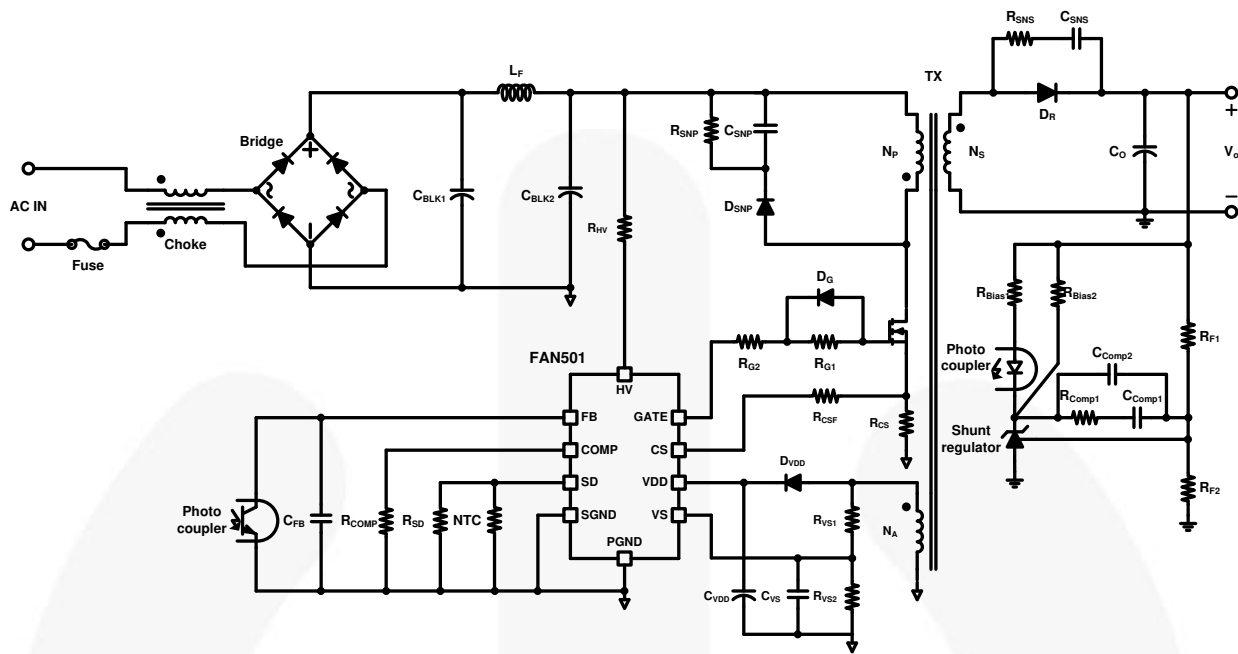 RSNS
CSNS
TX
LF
Bridge
RSNP
CSNP
DR
NP
NS
CO
Vo
+
−
AC IN
CBLK1
CBLK2
DSNP
RHV
Choke
Fuse
DG
RBias1
RBias2
RF1
RG2
RG1
Photo
coupler
CComp2
FAN501
HV
RComp1
CComp1
FB
GATE
RCSF
RCS
Shunt
regulator
COMP
CS
DVDD
SD
VDD
RF2
Photo
coupler
CFB
RCOMP
RSD
NTC
SGND
VS
RVS1
NA
PGND
CVDD
CVS
RVS2